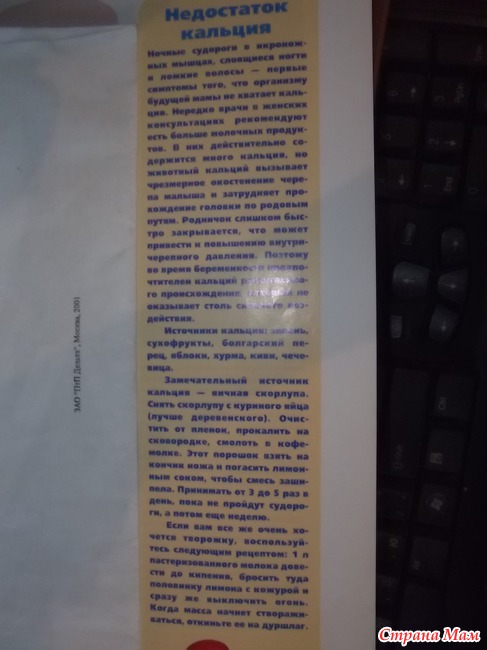 Недостаток
кальция
Ночные судороги в икронож-
ных мышцах, слоящиеся ногти
и ломкие волосы — первые
симптомы того, что организму
будущей мамы не хватает каль-
ция. Нередко врачи в женских
консультациях рекомендуют
есть больше молочных продук-
тов. В них действительно со-
держится много кальция, но
животный кальций вызывает
чрезмерное окостенение чере-
па малыша и затрудняет про-
хождение головки по родовым
путям. Родничок слишком быст-
ро закрывается, что может
привести к повышению внутри-
черепного давления. Поэтому
во время беременности предпо-
чтителен кальций
го происхождения, который не
оказывает столь сильного воз-
действия.
Источники кальция: зелень,
сухофрукты, болгарский пе-
рец, яблоки, хурма, киви, чече-
вица.
Замечательный источник
кальция — яичная скорлупа.
Снять скорлупу с куриного яйца
(лучше деревенского). Очис-
тить от пленок, прокалить на
сковородке, смолоть в кофе-
молке. Этот порошок взять на
кончик ножа и погасить лимон-
ным соком, чтобы смесь заши-
пела. Принимать от 3 до 5 раз в
день, пока не пройдут судоро-
ги, а потом еще неделю.
Если вам все же очень хо-
чется творожку, воспользуй-
тесь следующим рецептом: 1 л
пастеризованного молока дове-
сти до кипения, бросить туда
половинку лимона с кожурой и
сразу же выключить огонь.
Когда масса начнет створажи-
ваться, откиньте ее на дуршлаг.
ЗАО "ПиП Дельта", Москва, 2001
Страна Мам